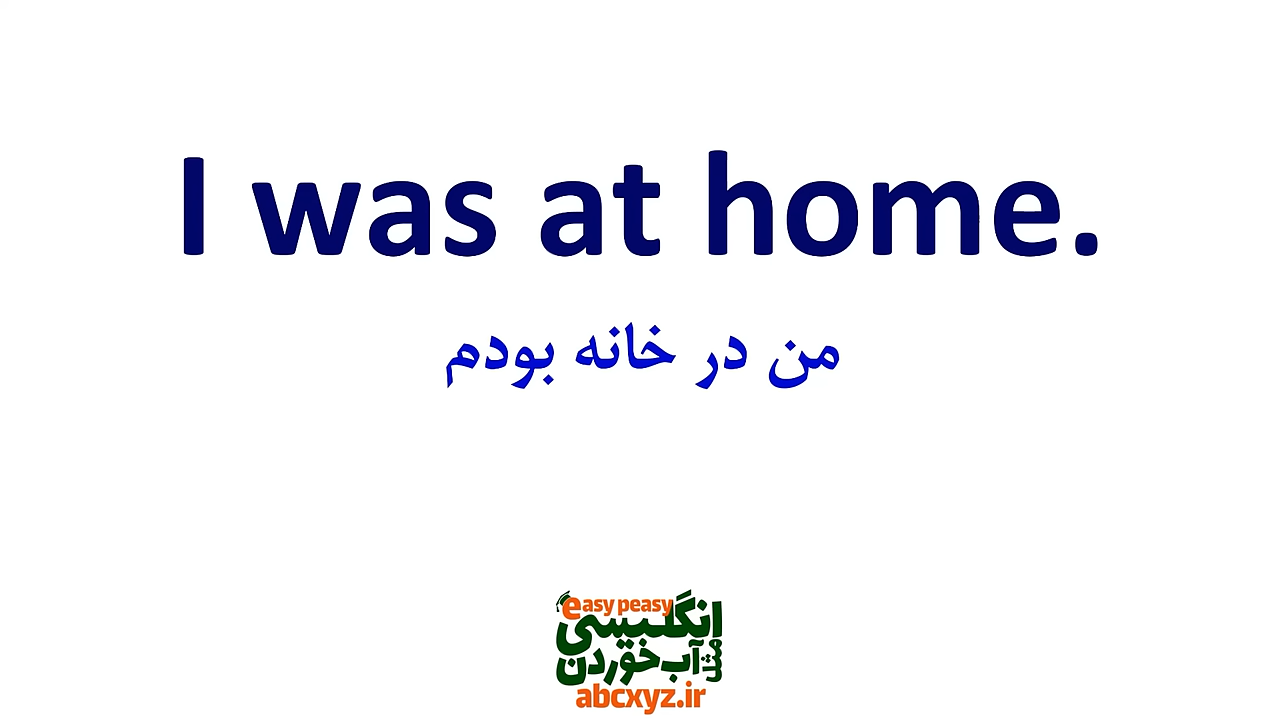 I was at home.
من در خانه بودم
easy peasy
انگلیسی
مثل آب خوردن
abcxyz.ir